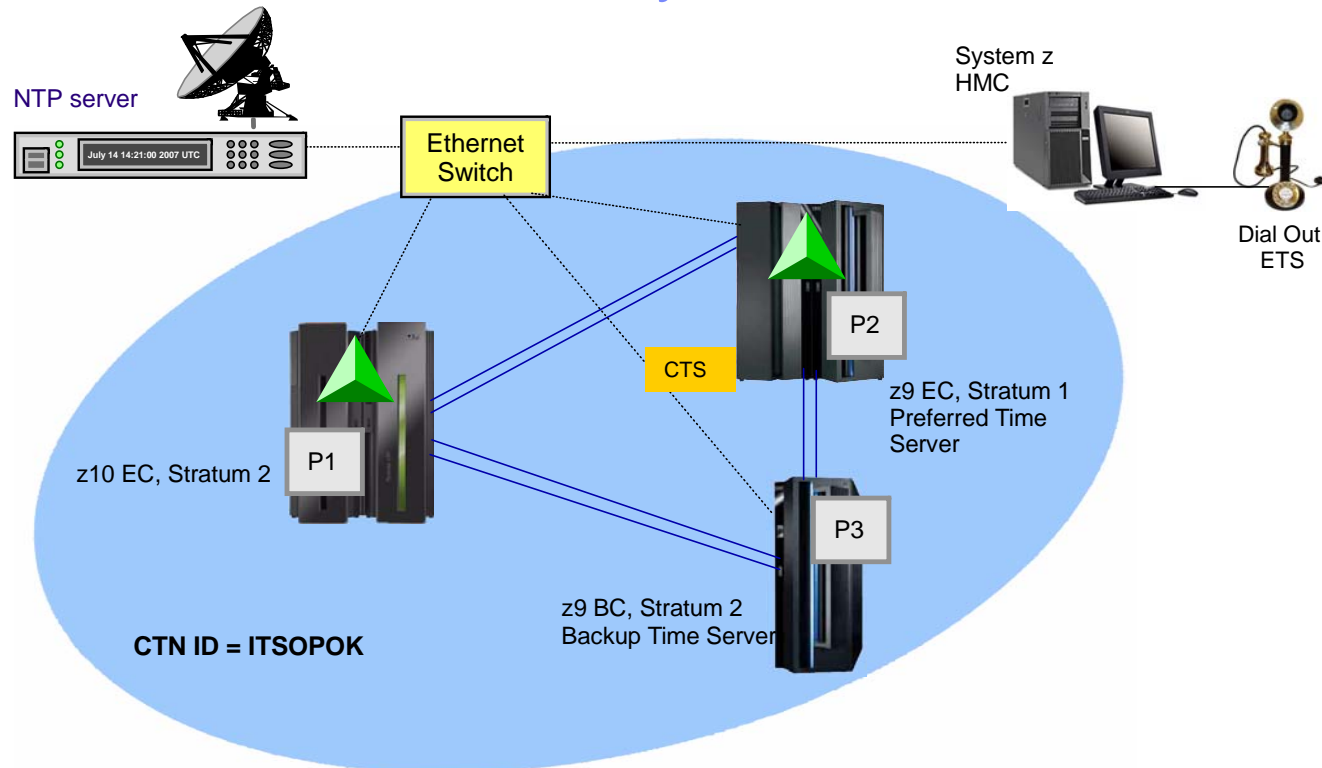 y
System z
HMC
NTP server
July 14 14:21:00 2007 UTC
Ethernet
Switch
Dial Out
ETS
P2
CTS
z9 EC, Stratum 1
Preferred Time
Server
P1
z10 EC, Stratum 2
P3
z9 BC, Stratum 2
Backup Time Server
CTN ID = ITSOPOK